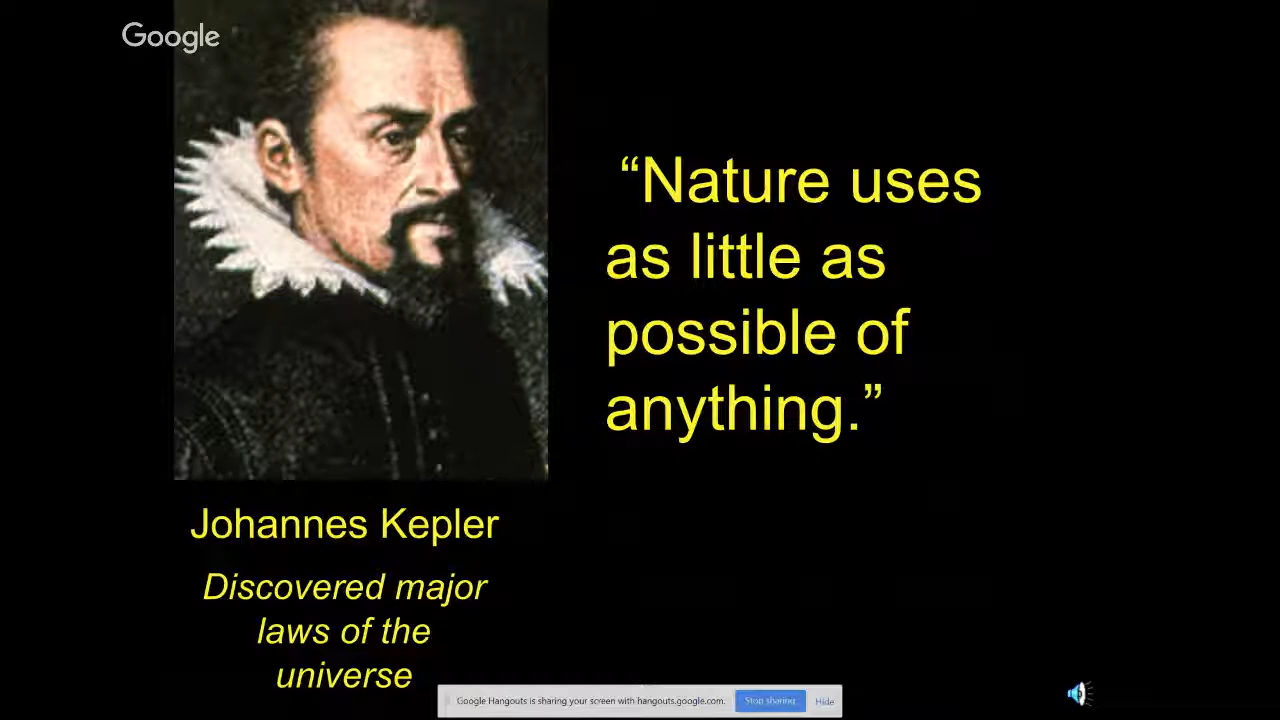 Google
“Nature uses
as little as
possible of
anything.”
Johannes Kepler
Discovered major
laws of the
universe
Google Hangouts is sharing your screen with hangouts.google.com.
Stop sharing
Hide